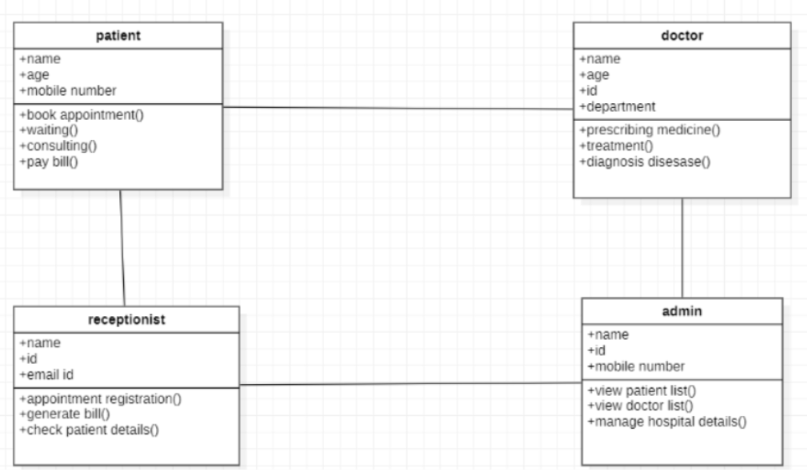 patient
+name
+age
+mobile number
+book appointment()
+waiting()
+consulting()
+pay bill()
doctor
+name
+age
+id
+department
+prescribing medicine()
+treatment()
+diagnosis disesase()
receptionist
+name
+id
+email id
+appointment registration()
+generate bill()
+check patient details()
admin
+name
+id
+mobile number
+view patient list()
+view doctor list()
+manage hospital details()